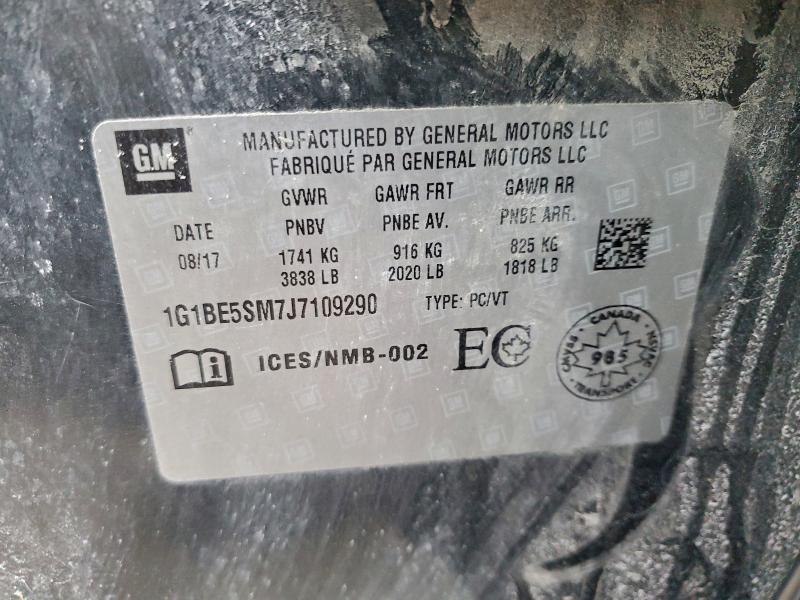 GM
MANUFACTURED BY GENERAL MOTORS LLC
FABRIQUÉ PAR GENERAL MOTORS LLC
GVWR GAWR FRT GAWR RR
DATE PNBV PNBE AV. PNBE ARR.
08/17 1741 KG 916 KG 825 KG
3838 LB 2020 LB 1818 LB
1G1BE5SM7J7109290 TYPE: PC/VT
i ICES/NMB-002 EC
CANADA
985
TRANSPORT